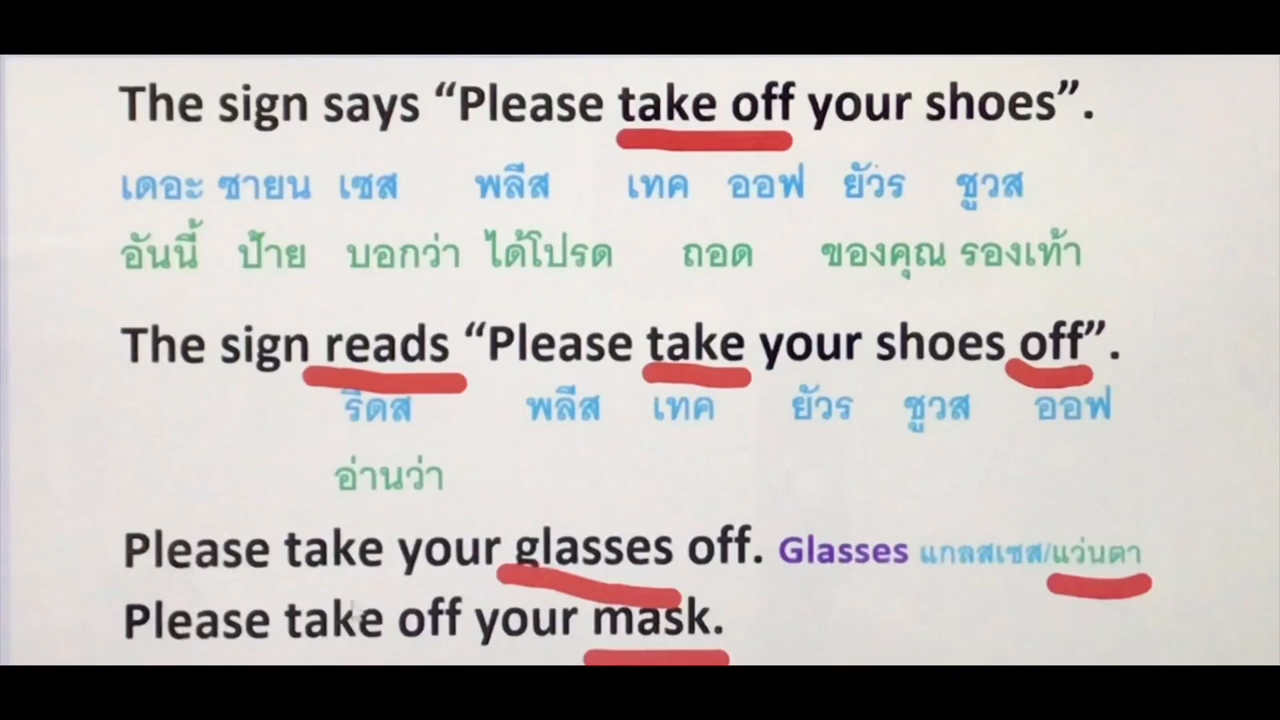 The sign says “Please take off your shoes”.
เดอะ ซายน เซส พลีส เทค ออฟ ยัวร ชูวส
อันนี้ ป้าย บอกว่า ได้โปรด ถอด ของคุณ รองเท้า
The sign reads “Please take your shoes off”.
รีดส พลีส เทค ยัวร ชูวส ออฟ
อ่านว่า
Please take your glasses off. Glasses แกลสเซส/แว่นตา
Please take off your mask.